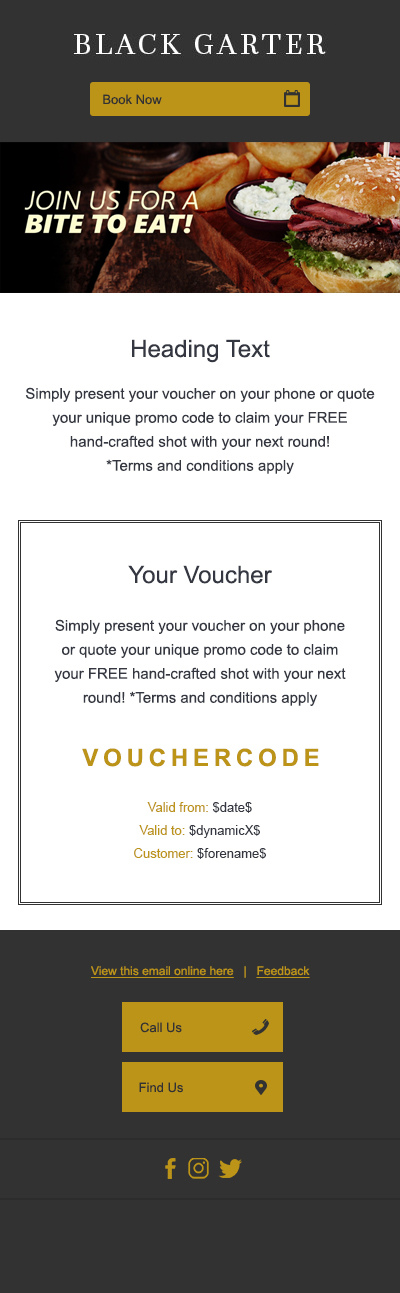 BLACK GARTER
Book Now
JOIN US FOR A
BITE TO EAT!
Heading Text
Simply present your voucher on your phone or quote
your unique promo code to claim your FREE
hand-crafted shot with your next round!
*Terms and conditions apply
Your Voucher
Simply present your voucher on your phone
or quote your unique promo code to claim
your FREE hand-crafted shot with your next
round! *Terms and conditions apply
VOUCHERCODE
Valid from: $date$
Valid to: $dynamicX$
Customer: $forename$
View this email online here | Feedback
Call Us
Find Us